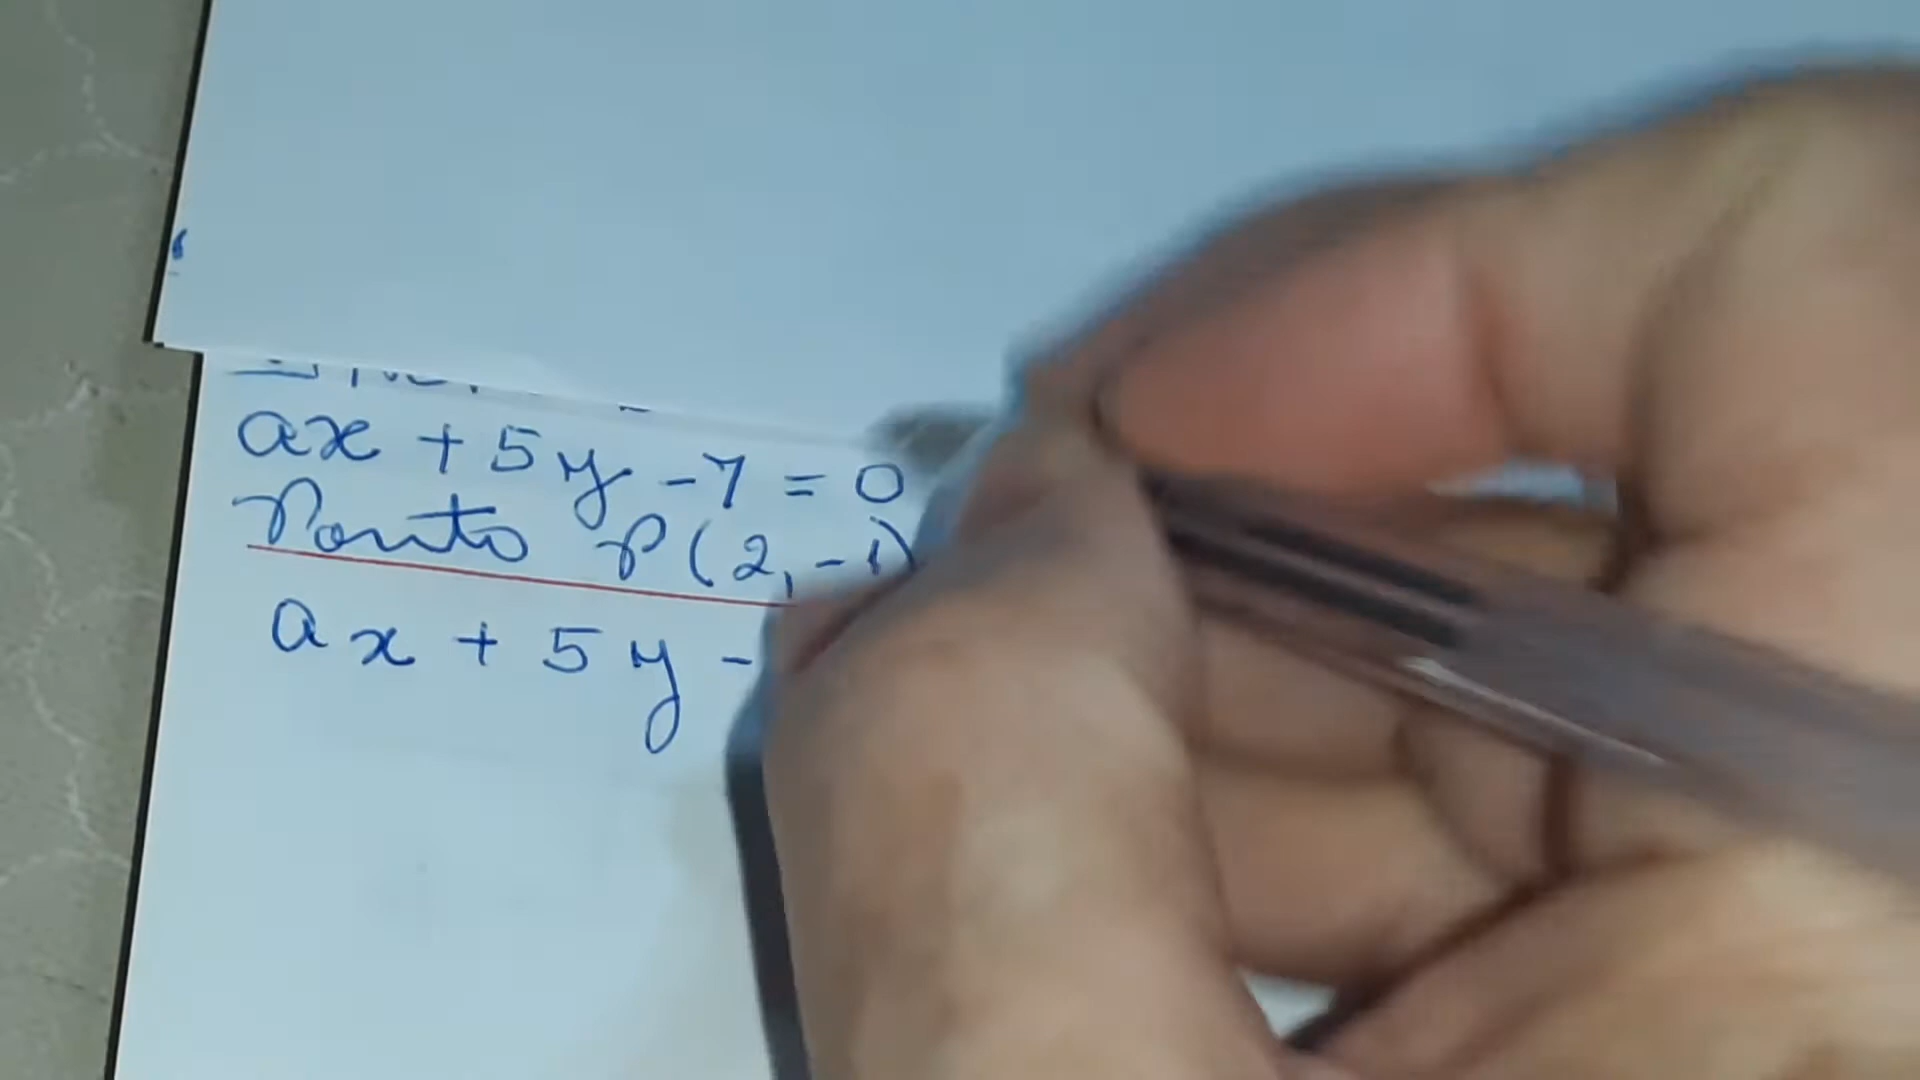 ax + 5y - 7 = 0
Ponto P(2, -1)
ax + 5y -